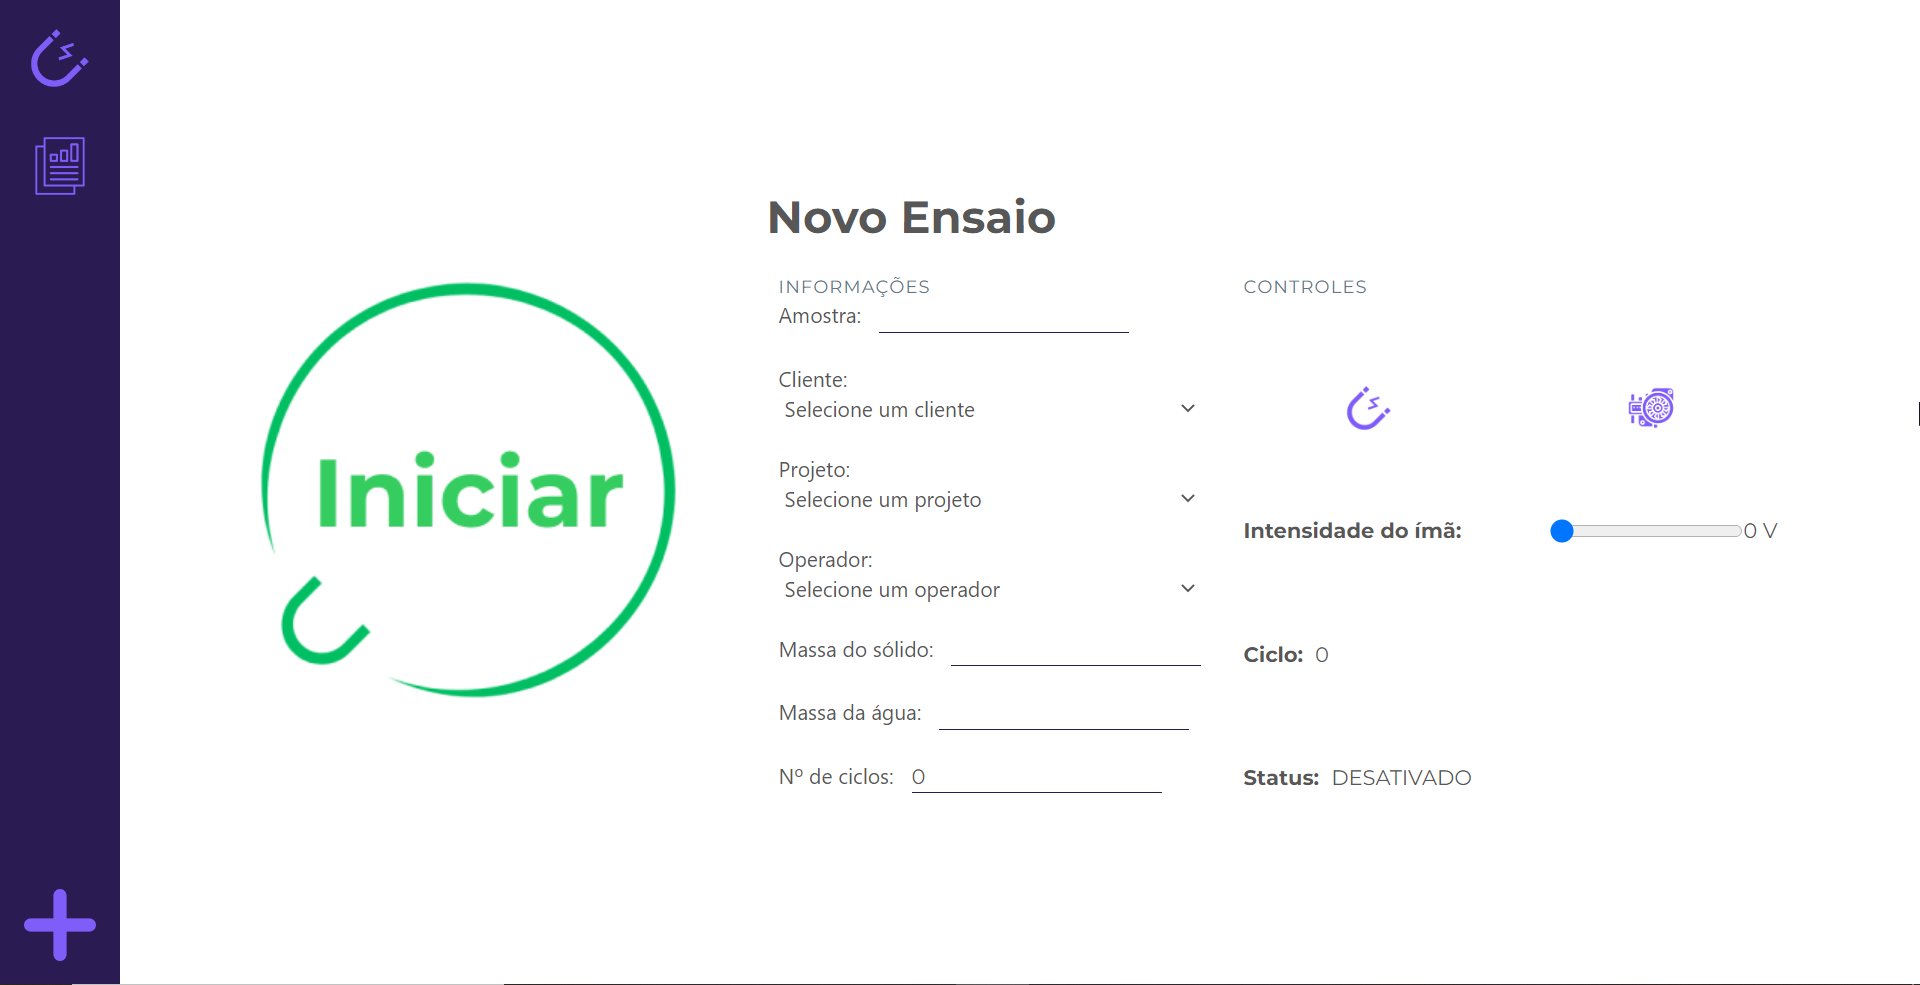 Novo Ensaio
Iniciar
INFORMAÇÕES
Amostra:
Cliente:
Selecione um cliente
Projeto:
Selecione um projeto
Operador:
Selecione um operador
Massa do sólido:
Massa da água:
Nº de ciclos: 0
CONTROLES
Intensidade do ímã: 0 V
Ciclo: 0
Status: DESATIVADO